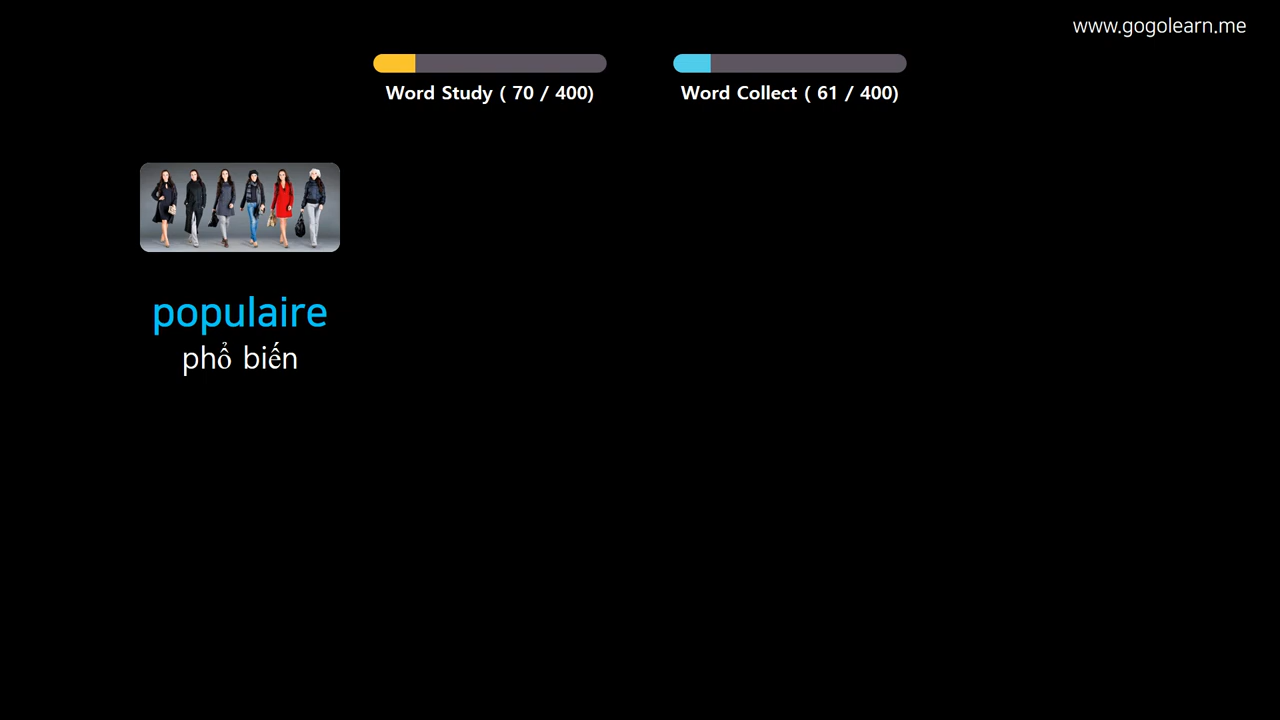 www.gogolearn.me
Word Study ( 70 / 400)
Word Collect ( 61 / 400)
populaire
phổ biến